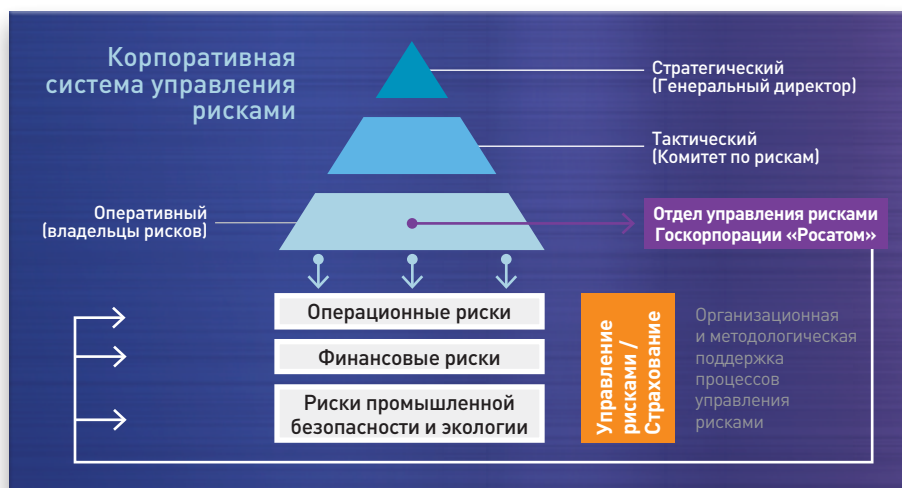 Корпоративная
система управления
рисками
Стратегический
(Генеральный директор)
Тактический
(Комитет по рискам)
Оперативный
(владельцы рисков)
Отдел управления рисками
Госкорпорации «Росатом»
Операционные риски
Финансовые риски
Риски промышленной
безопасности и экологии
Управление
рисками /
Страхование
Организационная
и методологическая
поддержка
процессов
управления
рисками